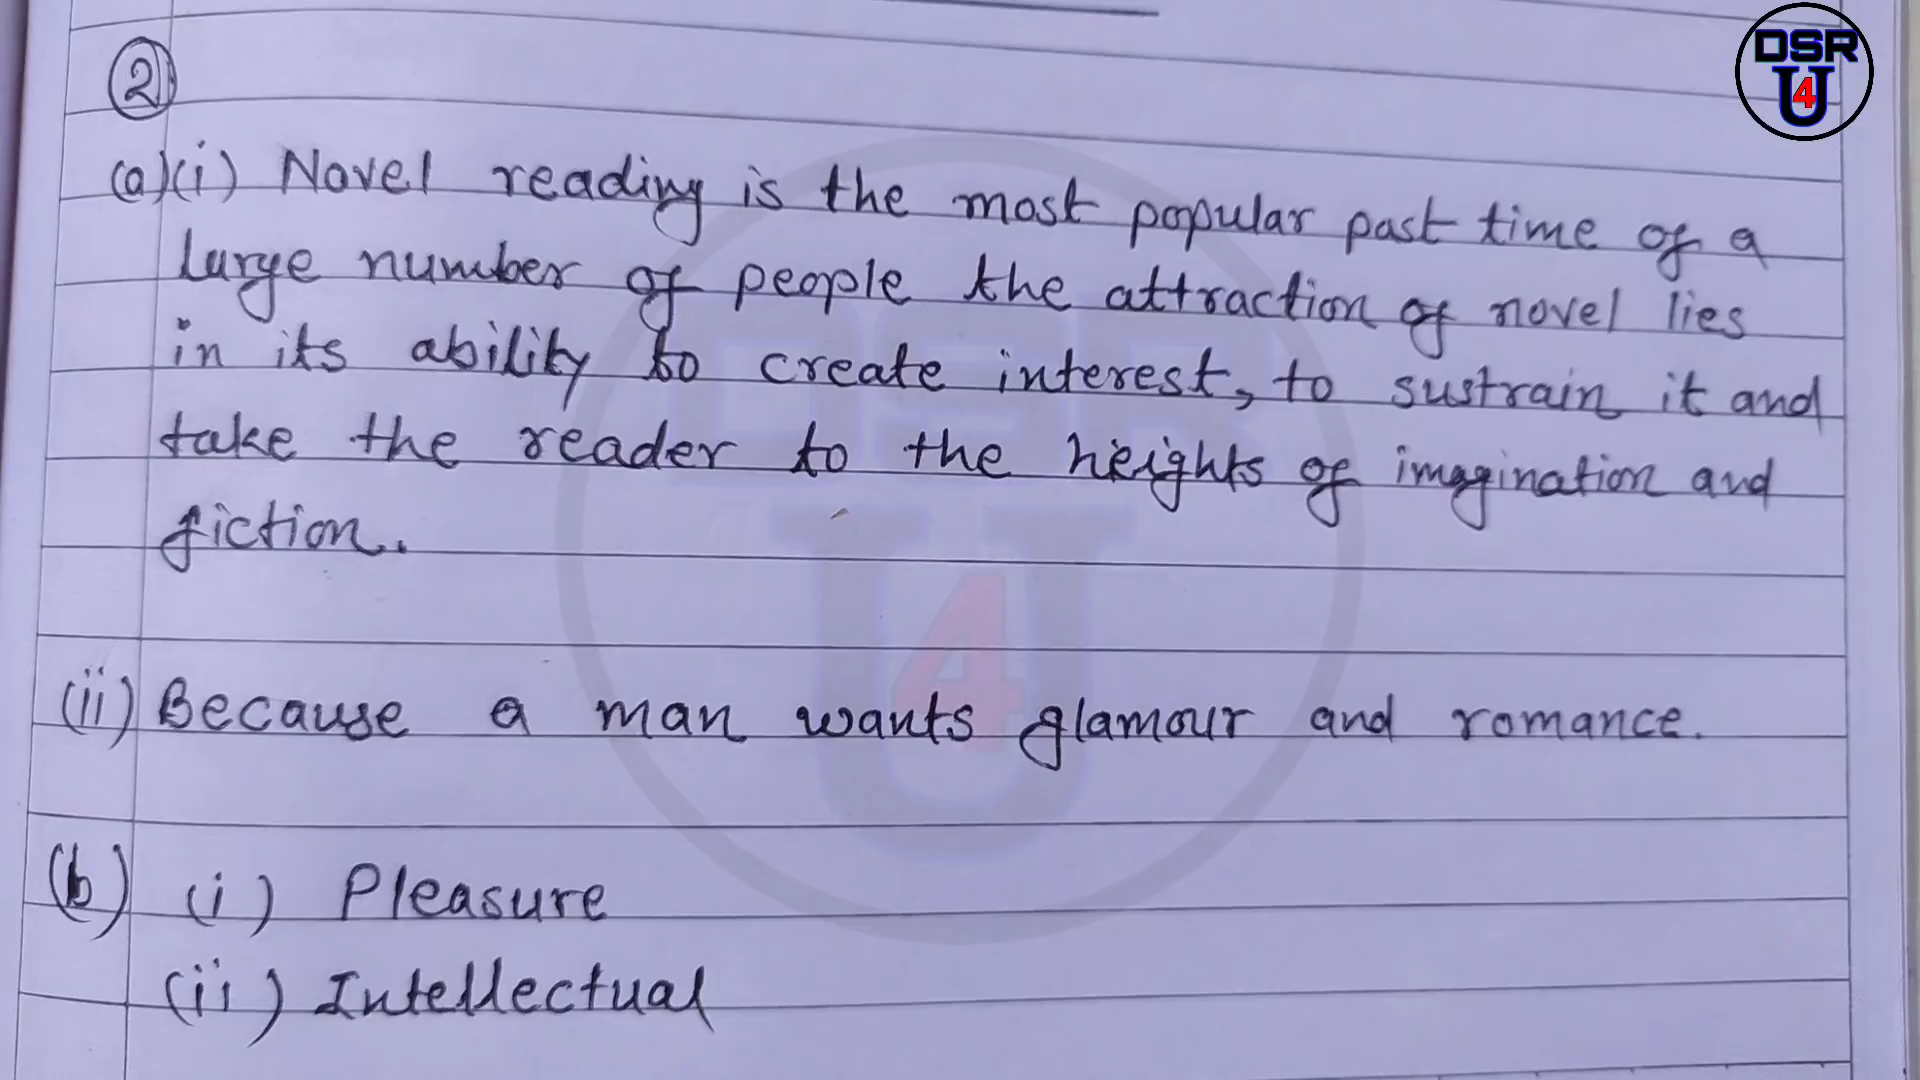 DSR
U
4
②
(a)(i) Novel reading is the most popular past time of a
large number of people the attraction of novel lies
in its ability to create interest, to sustrain it and
take the reader to the heights of imagination and
fiction.
(ii) Because a man wants glamour and romance.
(b) (i) Pleasure
(ii) Intellectual